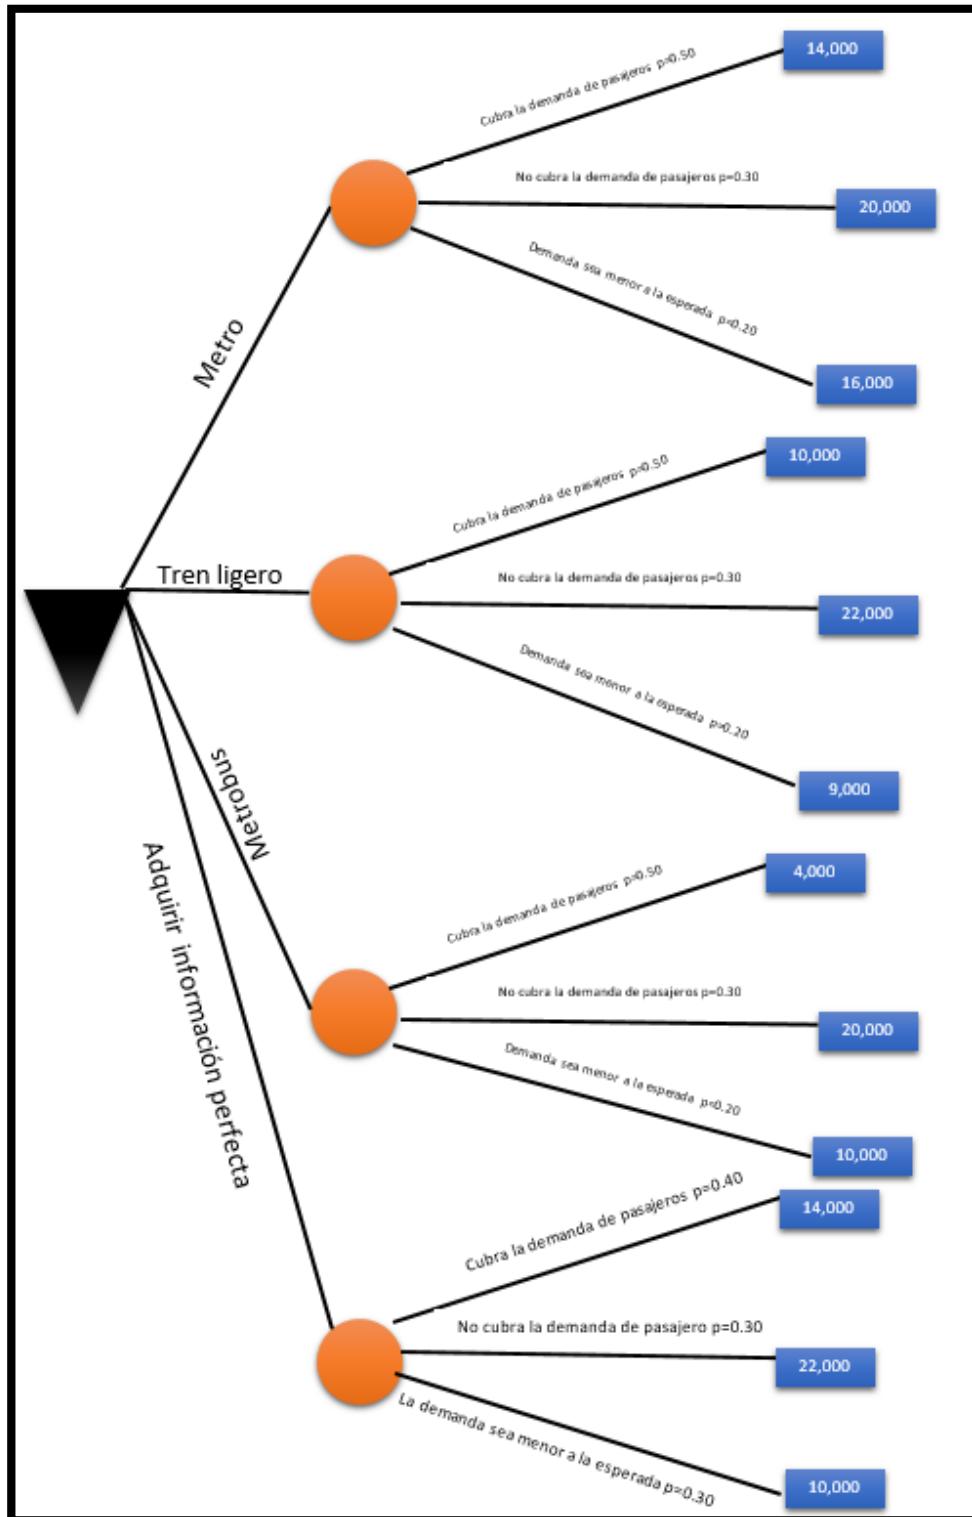 14,000
Cubra la demanda de pasajeros p=0.50
No cubra la demanda de pasajeros p=0.30
20,000
Demanda sea menor a la esperada p=0.20
Metro
16,000
10,000
Cubra la demanda de pasajeros p=0.50
Tren ligero
No cubra la demanda de pasajeros p=0.30
22,000
Demanda sea menor a la esperada p=0.20
9,000
Metrobus
4,000
Cubra la demanda de pasajeros p=0.50
Adquirir información perfecta
No cubra la demanda de pasajeros p=0.30
20,000
Demanda sea menor a la esperada p=0.20
10,000
Cubra la demanda de pasajeros p=0.40
14,000
No cubra la demanda de pasajero p=0.30
22,000
La demanda sea menor a la esperada p=0.30
10,000